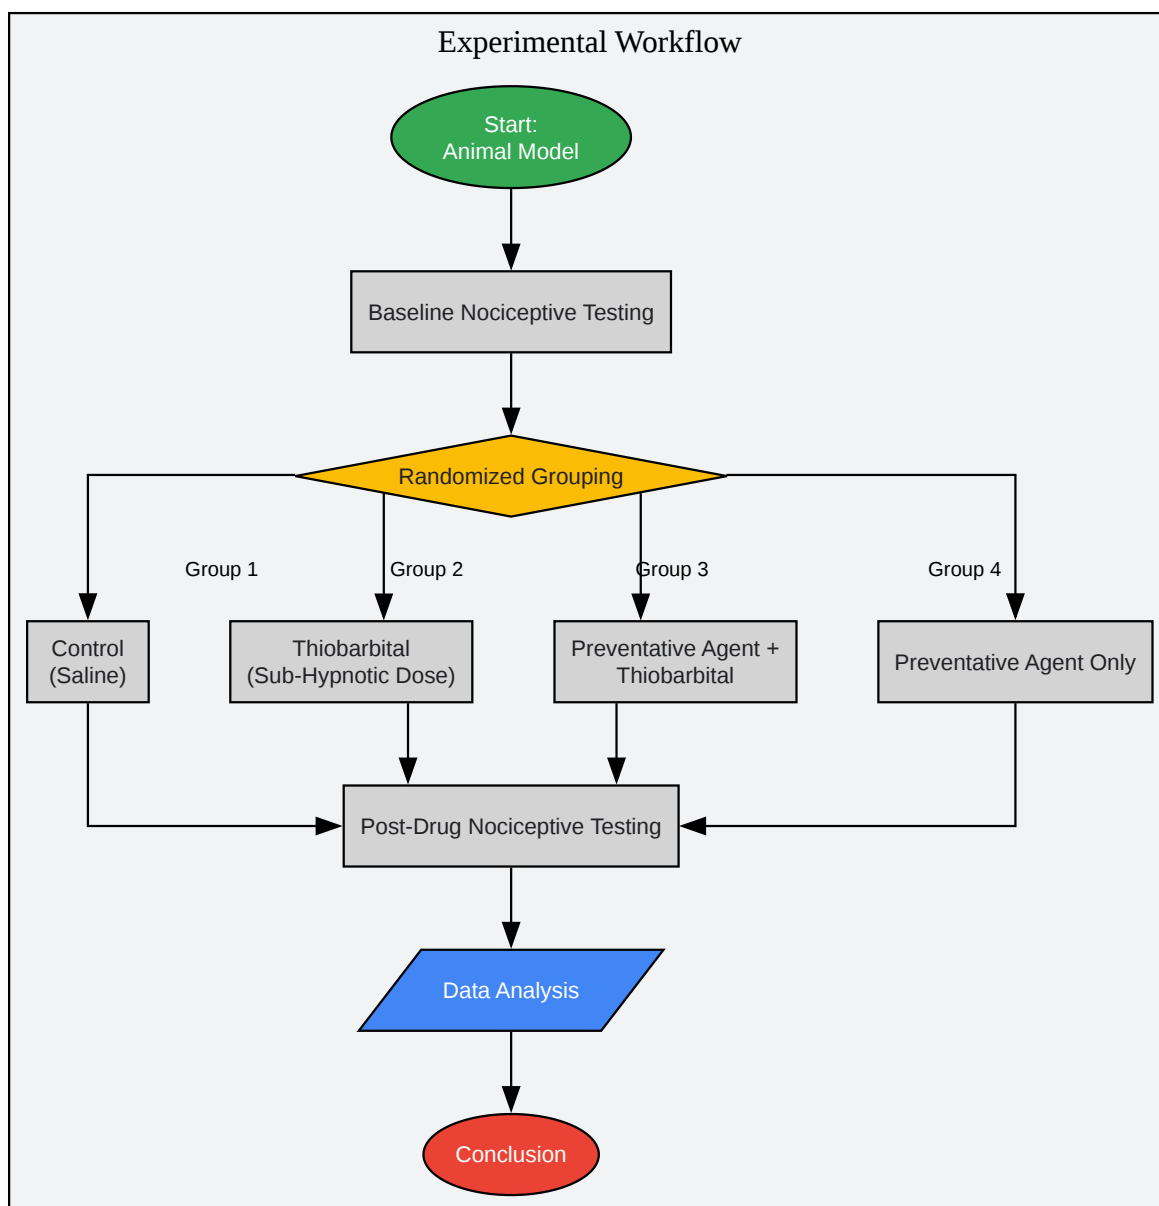 Experimental Workflow
Start:
Animal Model
Baseline Nociceptive Testing
Randomized Grouping
Group 1
Group 2
Group 3
Group 4
Control
(Saline)
Thiobarbital
(Sub-Hypnotic Dose)
Preventative Agent +
Thiobarbital
Preventative Agent Only
Post-Drug Nociceptive Testing
Data Analysis
Conclusion